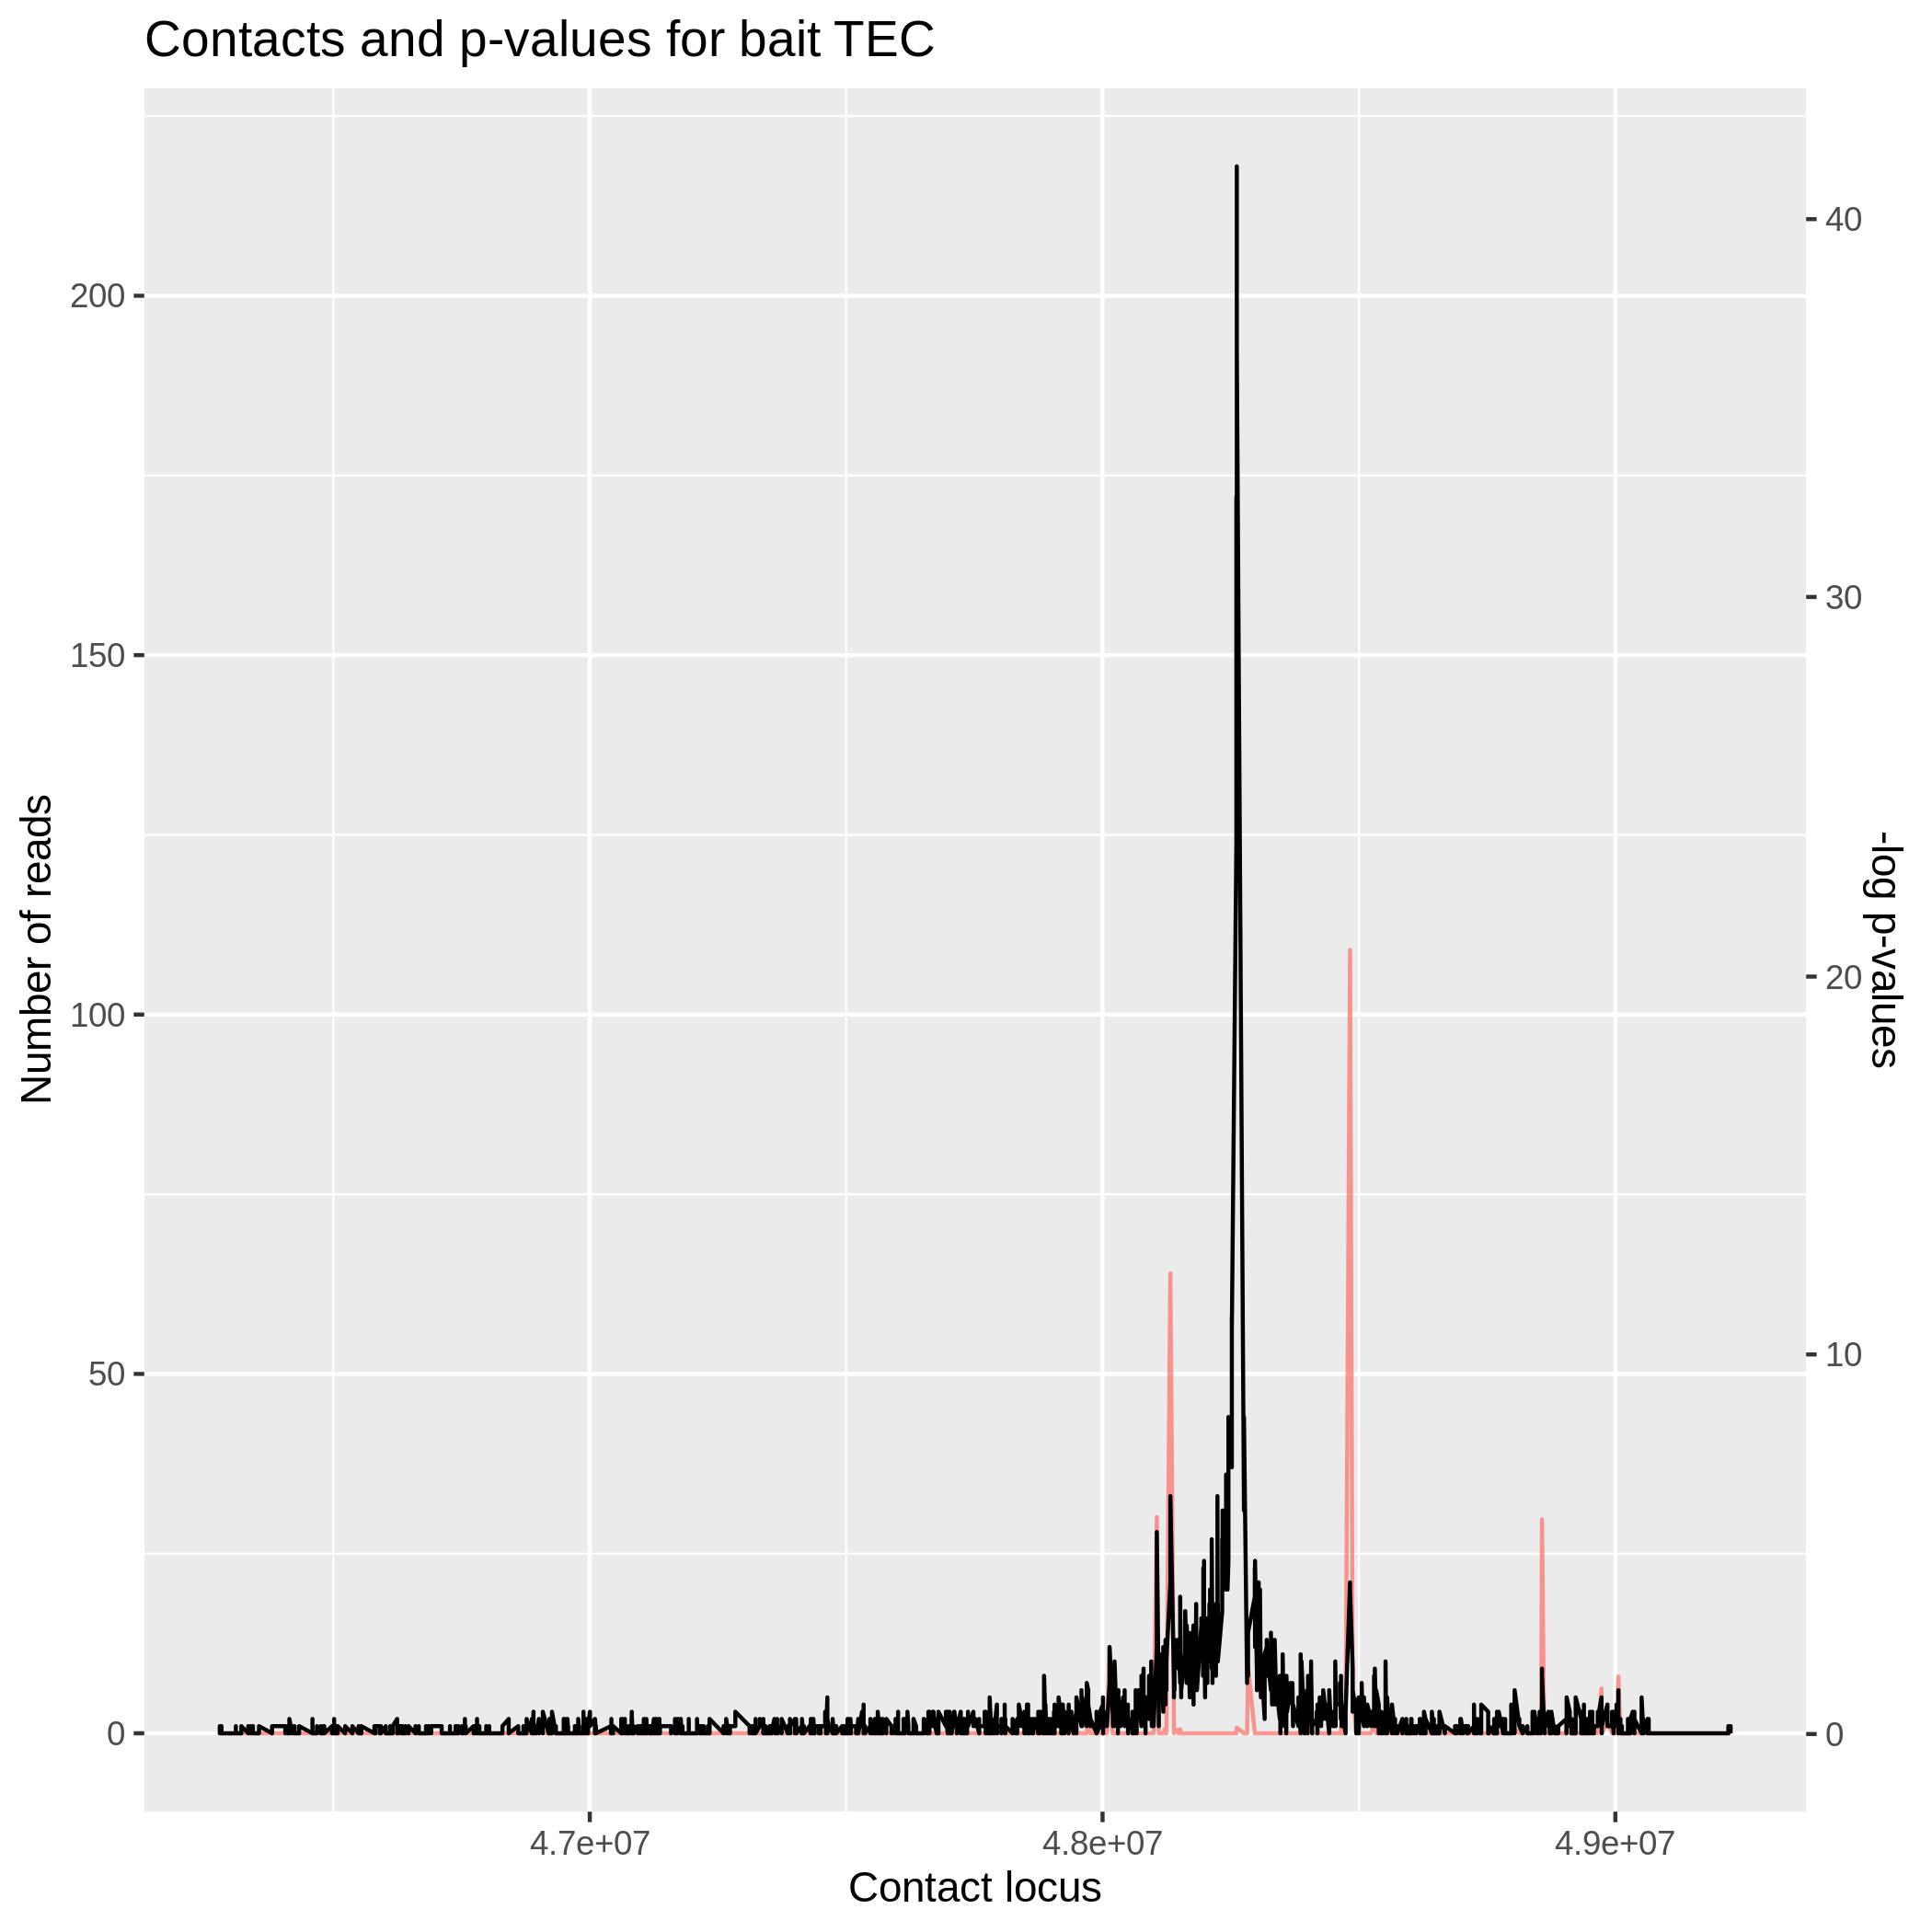 Contacts and p-values for bait TEC
Number of reads
200
150
100
50
0
40
30
20
10
0
-log p-values
4.7e+07
4.8e+07
4.9e+07
Contact locus